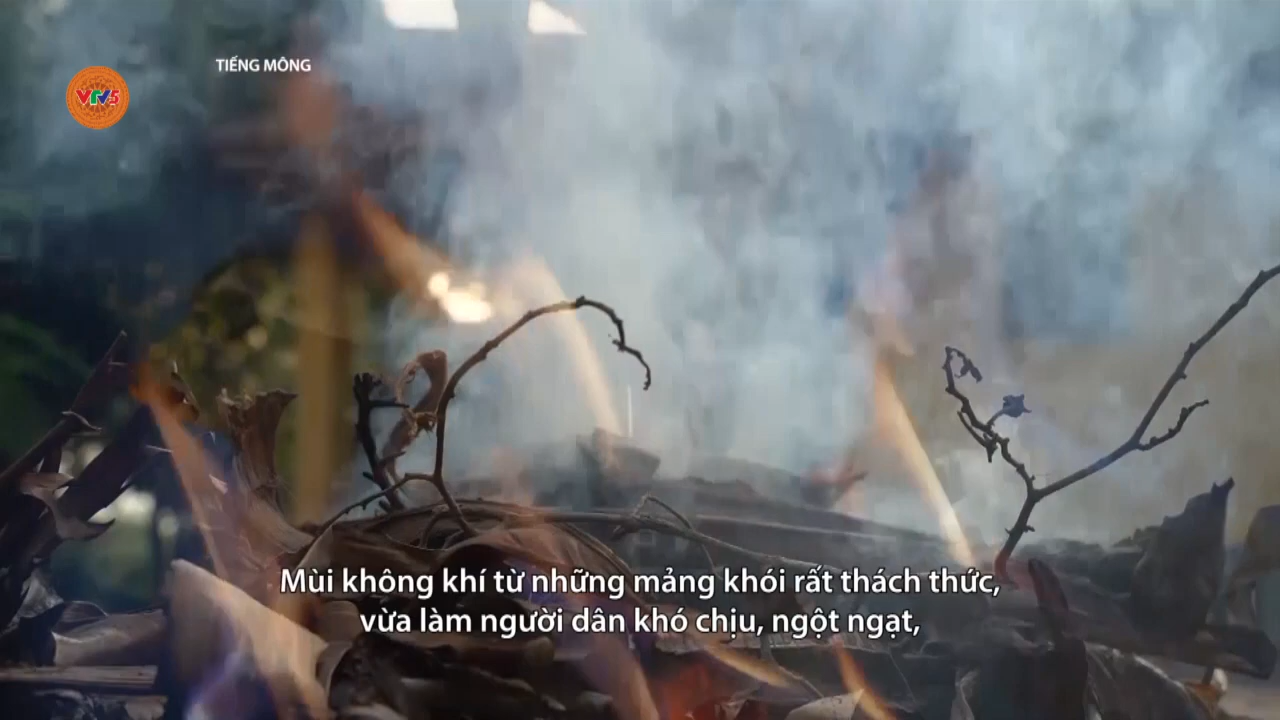 TIẾNG MÔNG
VTV5
Mùi không khí từ những mảng khói rất thách thức,
vừa làm người dân khó chịu, ngột ngạt,